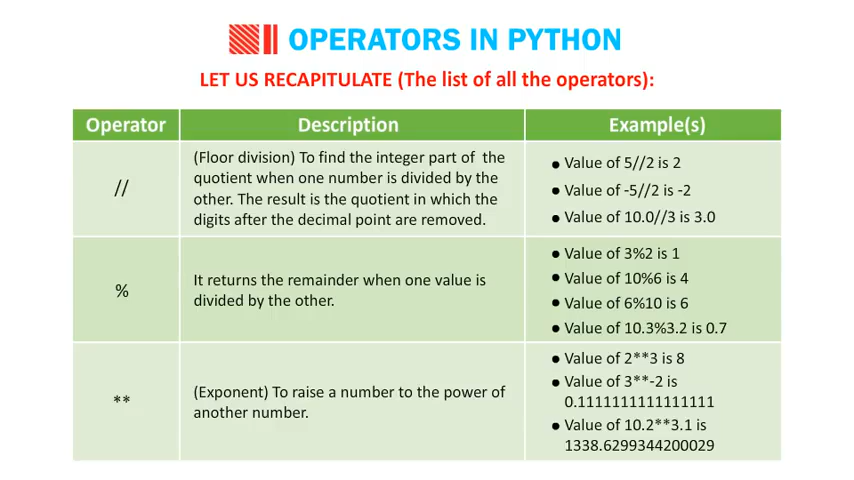 OPERATORS IN PYTHON
LET US RECAPITULATE (The list of all the operators):
Operator Description Example(s)
//
(Floor division) To find the integer part of the
quotient when one number is divided by the
other. The result is the quotient in which the
digits after the decimal point are removed.
● Value of 5//2 is 2
● Value of -5//2 is -2
● Value of 10.0//3 is 3.0
%
It returns the remainder when one value is
divided by the other.
● Value of 3%2 is 1
● Value of 10%6 is 4
● Value of 6%10 is 6
● Value of 10.3%3.2 is 0.7
**
(Exponent) To raise a number to the power of
another number.
● Value of 2**3 is 8
● Value of 3**-2 is
0.1111111111111111
● Value of 10.2**3.1 is
1338.6299344200029